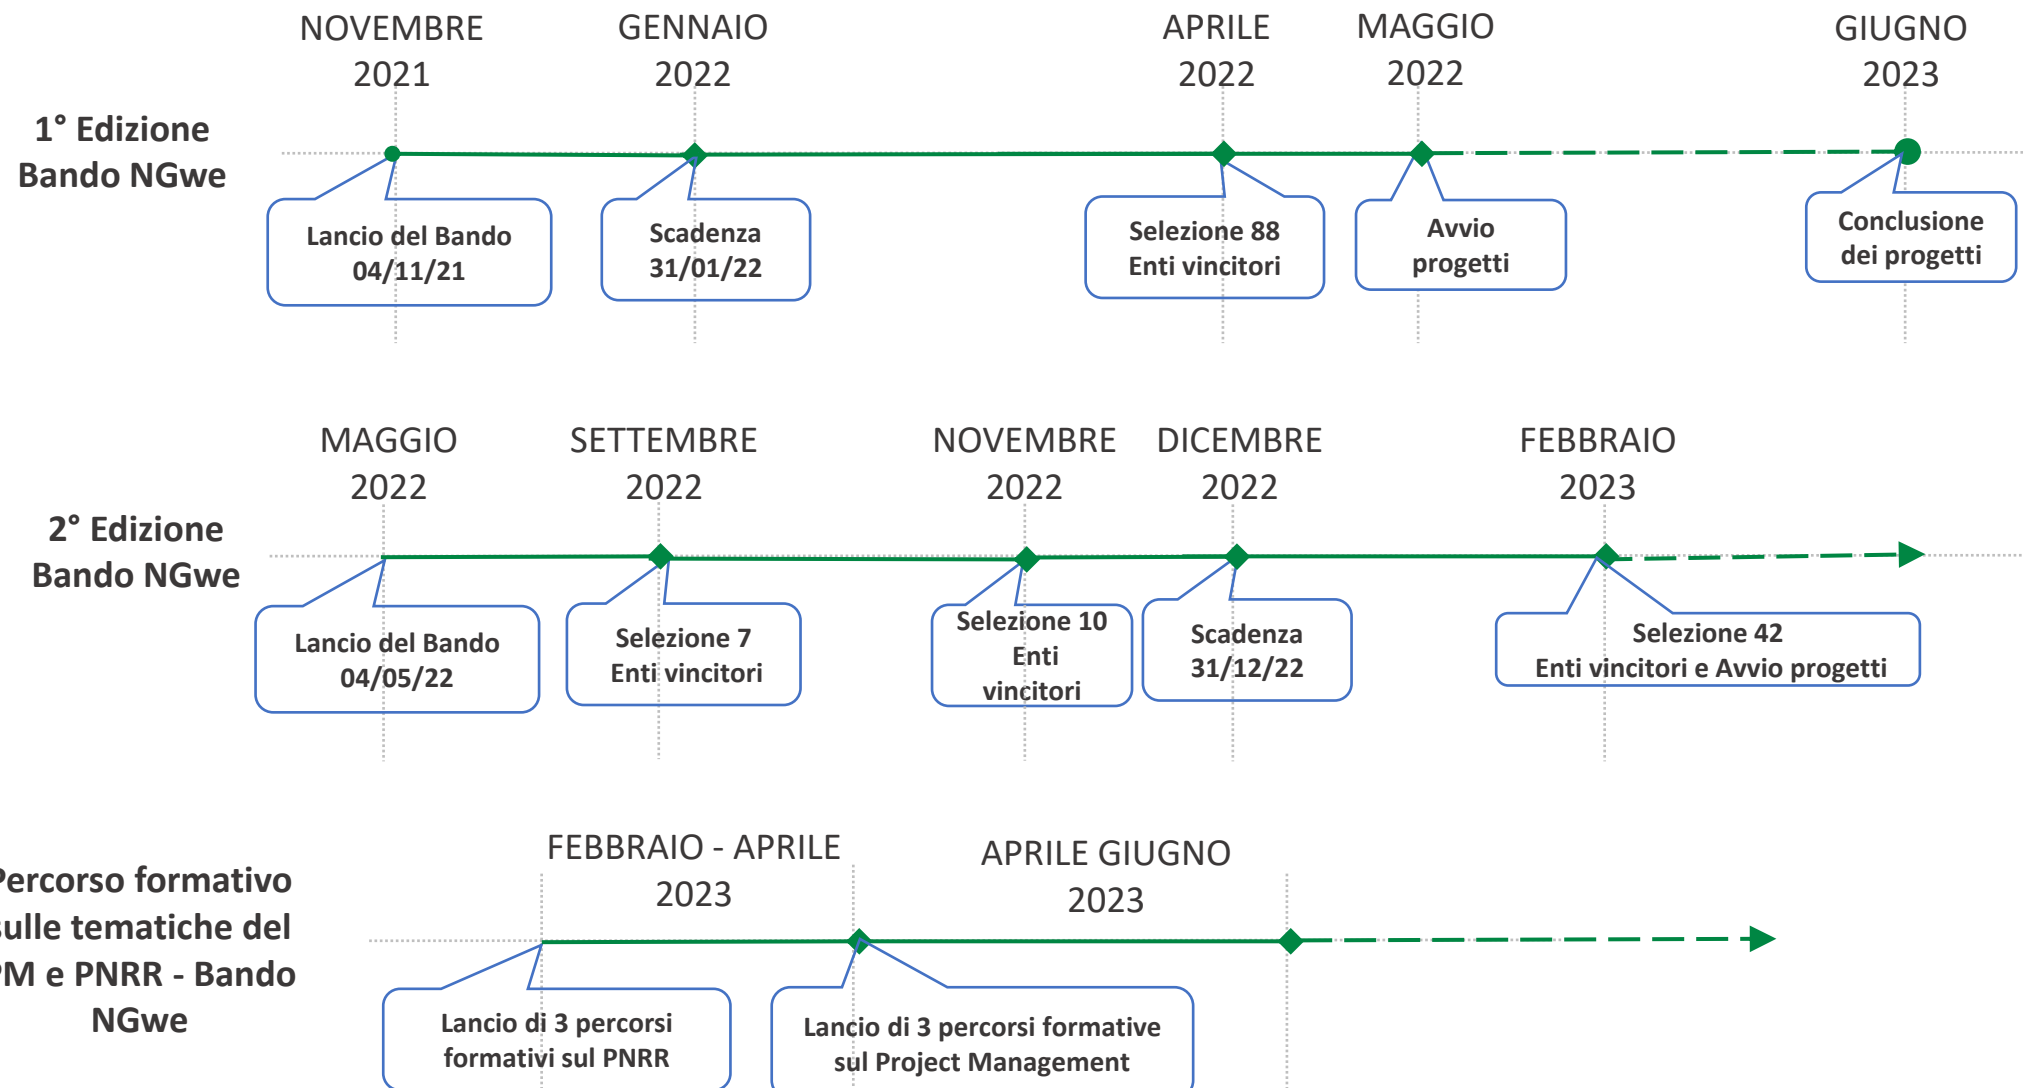 NOVEMBRE
2021
GENNAIO
2022
APRILE
2022
MAGGIO
2022
GIUGNO
2023
1° Edizione
Bando NGwe
Lancio del Bando
04/11/21
Scadenza
31/01/22
Selezione 88
Enti vincitori
Avvio
progetti
Conclusione
dei progetti
MAGGIO
2022
SETTEMBRE
2022
NOVEMBRE
2022
DICEMBRE
2022
FEBBRAIO
2023
2° Edizione
Bando NGwe
Lancio del Bando
04/05/22
Selezione 7
Enti vincitori
Selezione 10
Enti
vincitori
Scadenza
31/12/22
Selezione 42
Enti vincitori e Avvio progetti
FEBBRAIO - APRILE
2023
APRILE GIUGNO
2023
Percorso formativo
sulle tematiche del
PM e PNRR - Bando
NGwe
Lancio di 3 percorsi
formativi sul PNRR
Lancio di 3 percorsi formative
sul Project Management